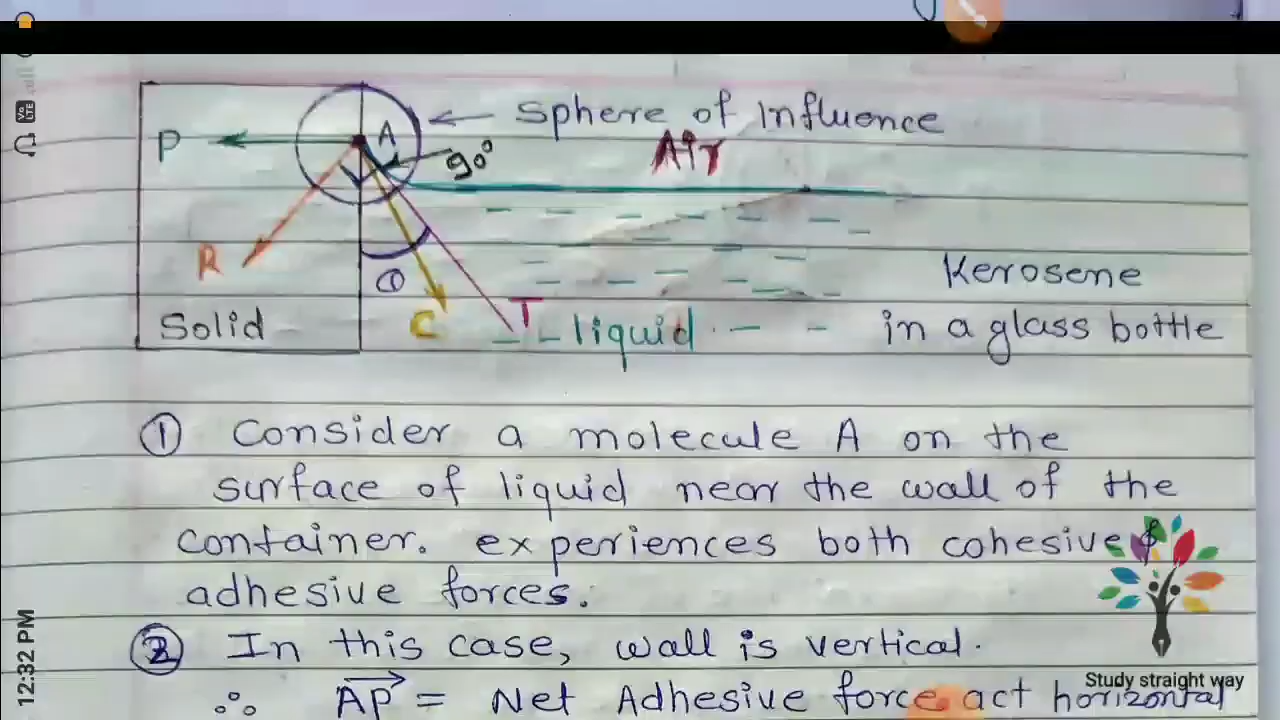 P
A
Sphere of Influence
90°
Air
R
θ
C
T
Solid
liquid
Kerosene
in a glass bottle
① Consider a molecule A on the
surface of liquid near the wall of the
container. experiences both cohesive &
adhesive forces.
② In this case, wall is vertical.
∴ AP = Net Adhesive force act horizontal
Study straight way
12:32 PM
Vo
LTE